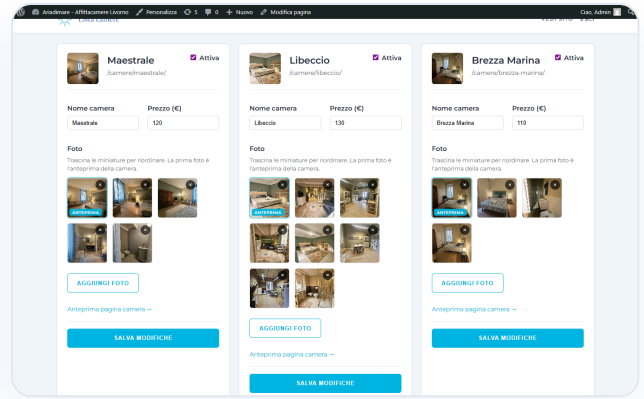 Ariadimare - Affittacamere Livorno Personalizza 5 0 Nuovo Modifica pagina Ciao, Admin
Lista camere
Maestrale Attiva
/camere/maestrale/
Nome camera Prezzo (€)
Maestrale 120
Foto
Trascina le miniature per riordinare. La prima foto è
l'anteprima della camera.
ANTEPRIMA
AGGIUNGI FOTO
Anteprima pagina camera →
SALVA MODIFICHE
Libeccio Attiva
/camere/libeccio/
Nome camera Prezzo (€)
Libeccio 130
Foto
Trascina le miniature per riordinare. La prima foto è
l'anteprima della camera.
ANTEPRIMA
AGGIUNGI FOTO
Anteprima pagina camera →
SALVA MODIFICHE
Brezza Marina Attiva
/camere/brezza-marina/
Nome camera Prezzo (€)
Brezza Marina 110
Foto
Trascina le miniature per riordinare. La prima foto è
l'anteprima della camera.
ANTEPRIMA
AGGIUNGI FOTO
Anteprima pagina camera →
SALVA MODIFICHE